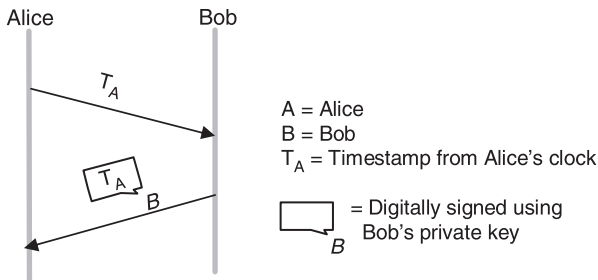 Alice Bob
T_A
T_A
B
A = Alice
B = Bob
T_A = Timestamp from Alice's clock
= Digitally signed using
B Bob's private key